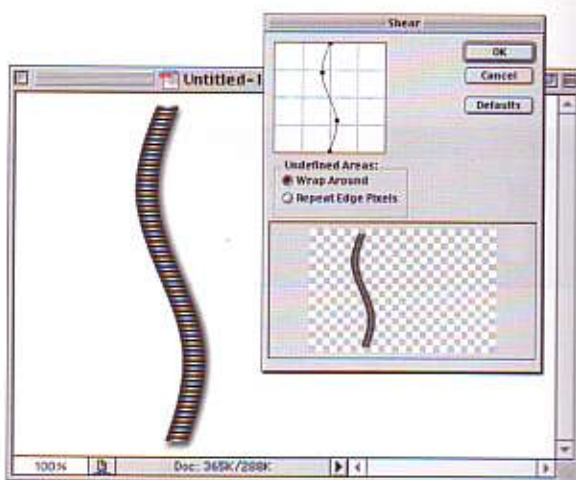 Shear
OK
Cancel
Defaults
Untitled-1
Undefined Areas:
Wrap Around
Repeat Edge Pixels
100%
Doc: 365K/288K